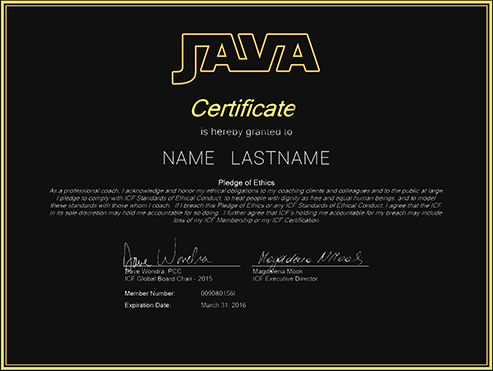 JAVA
Certificate
is hereby granted to
NAME LASTNAME
Pledge of Ethics
As a professional coach, I acknowledge and honor my ethical obligations to my coaching clients and colleagues and to the public at large.
I pledge to comply with ICF Standards of Ethical Conduct, to treat people with dignity as free and equal human beings, and to model
these standards with those whom I coach. If I breach this Pledge of Ethics or any ICF Standards of Ethical Conduct, I agree that the ICF
in its sole discretion may hold me accountable for so doing. I further agree that ICF's holding me accountable for my breach may include
loss of my ICF Membership or my ICF Certification.
Dave Wondra Magdalena N Mook
Dave Wondra, PCC Magdalena Mook
ICF Global Board Chair - 2015 ICF Executive Director
Member Number: 009080156I
Expiration Date: March 31, 2016